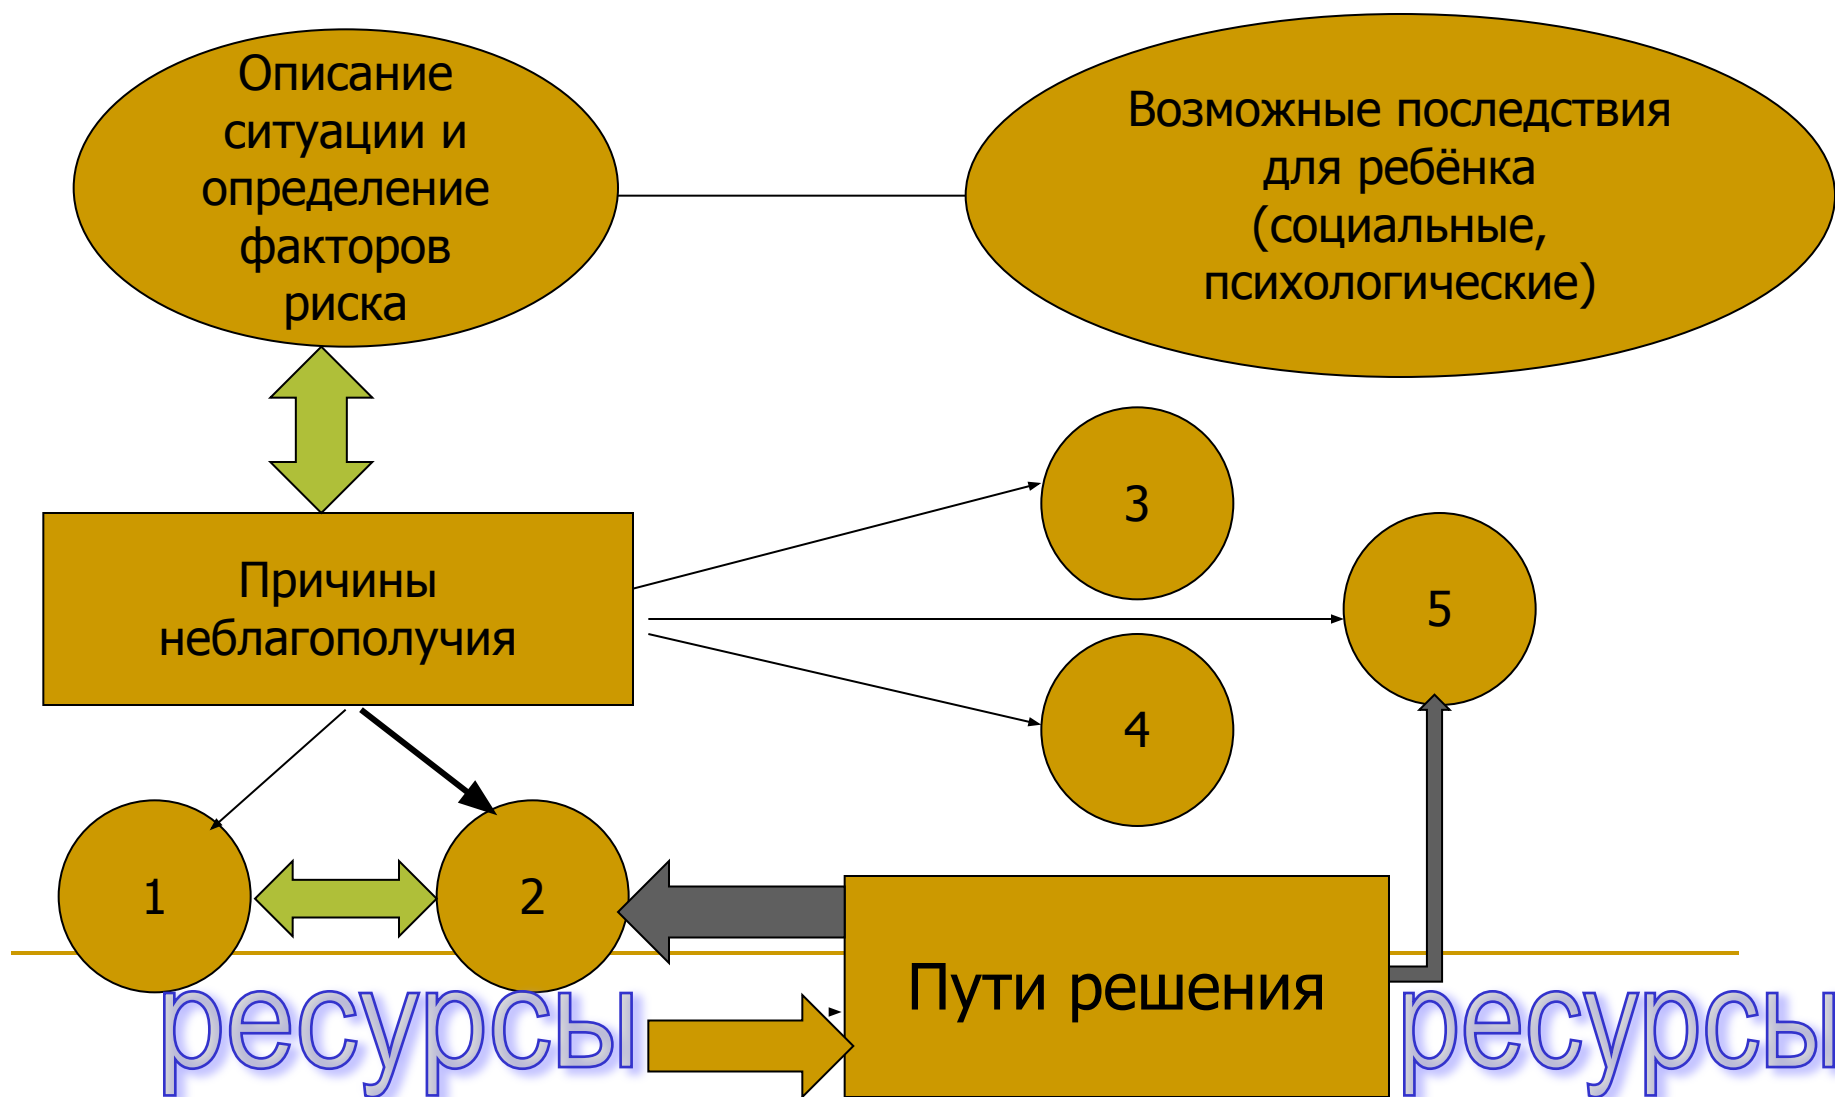 Описание
ситуации и
определение
факторов
риска
Возможные последствия
для ребёнка
(социальные,
психологические)
3
Причины
неблагополучия
5
4
1
2
Пути решения
ресурсы
ресурсы